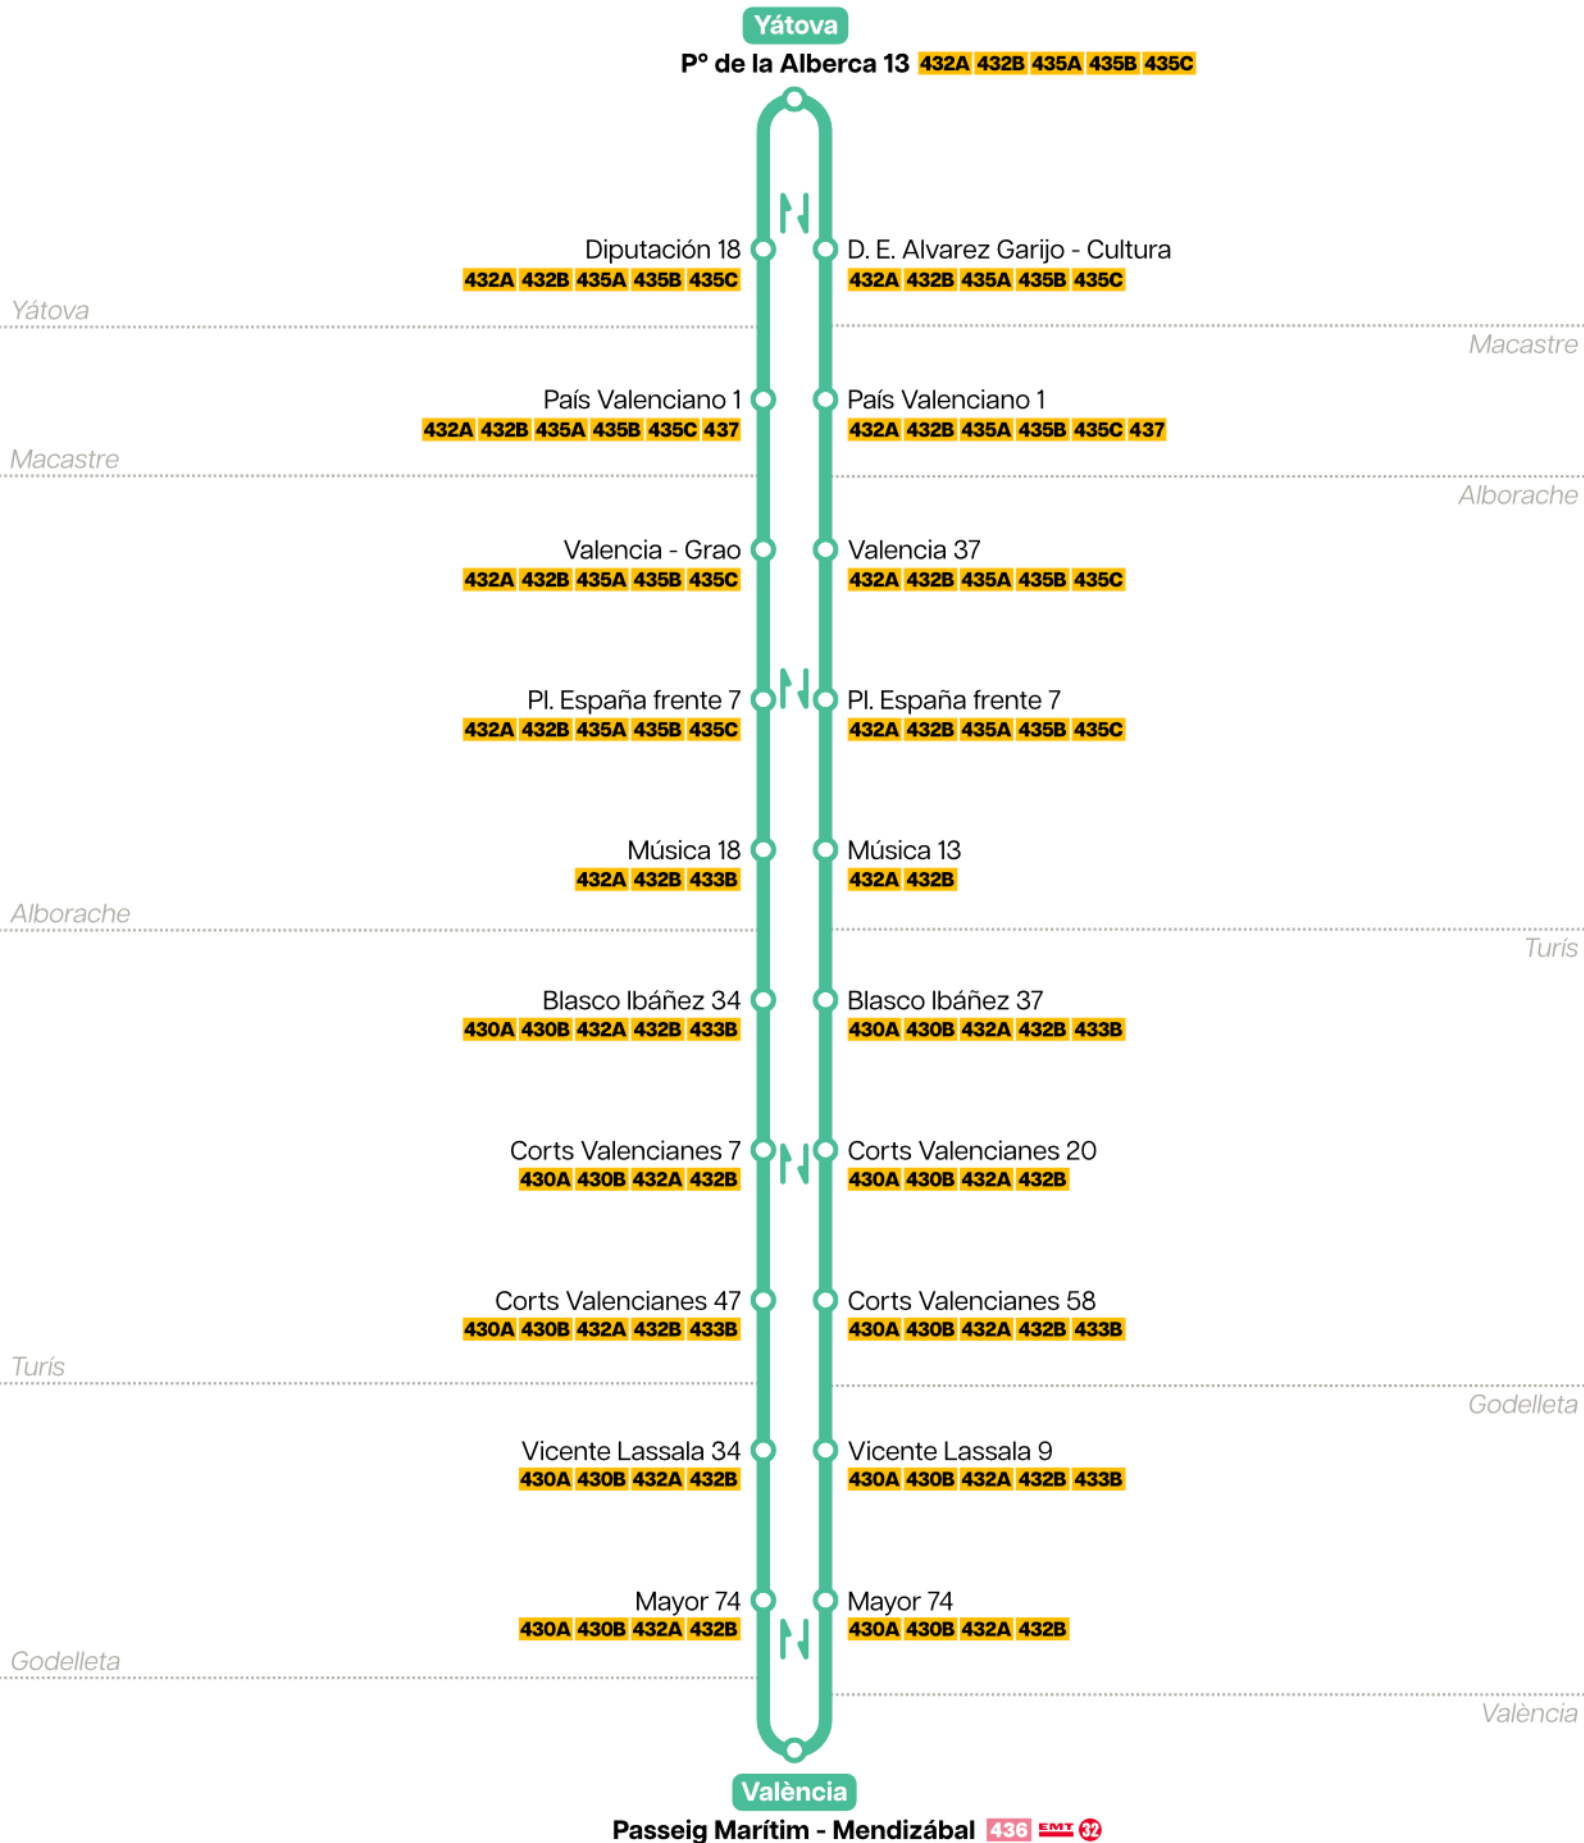 Yátova
Pº de la Alberca 13 432A 432B 435A 435B 435C
Diputación 18
432A 432B 435A 435B 435C
D. E. Alvarez Garijo - Cultura
432A 432B 435A 435B 435C
Yátova
Macastre
País Valenciano 1
432A 432B 435A 435B 435C 437
País Valenciano 1
432A 432B 435A 435B 435C 437
Macastre
Alborache
Valencia - Grao
432A 432B 435A 435B 435C
Valencia 37
432A 432B 435A 435B 435C
Pl. España frente 7
432A 432B 435A 435B 435C
Pl. España frente 7
432A 432B 435A 435B 435C
Música 18
432A 432B 433B
Música 13
432A 432B
Alborache
Turís
Blasco Ibáñez 34
430A 430B 432A 432B 433B
Blasco Ibáñez 37
430A 430B 432A 432B 433B
Corts Valencianes 7
430A 430B 432A 432B
Corts Valencianes 20
430A 430B 432A 432B
Corts Valencianes 47
430A 430B 432A 432B 433B
Corts Valencianes 58
430A 430B 432A 432B 433B
Turís
Godelleta
Vicente Lassala 34
430A 430B 432A 432B
Vicente Lassala 9
430A 430B 432A 432B 433B
Mayor 74
430A 430B 432A 432B
Mayor 74
430A 430B 432A 432B
Godelleta
València
València
Passeig Marítim - Mendizábal 436 EMT 32